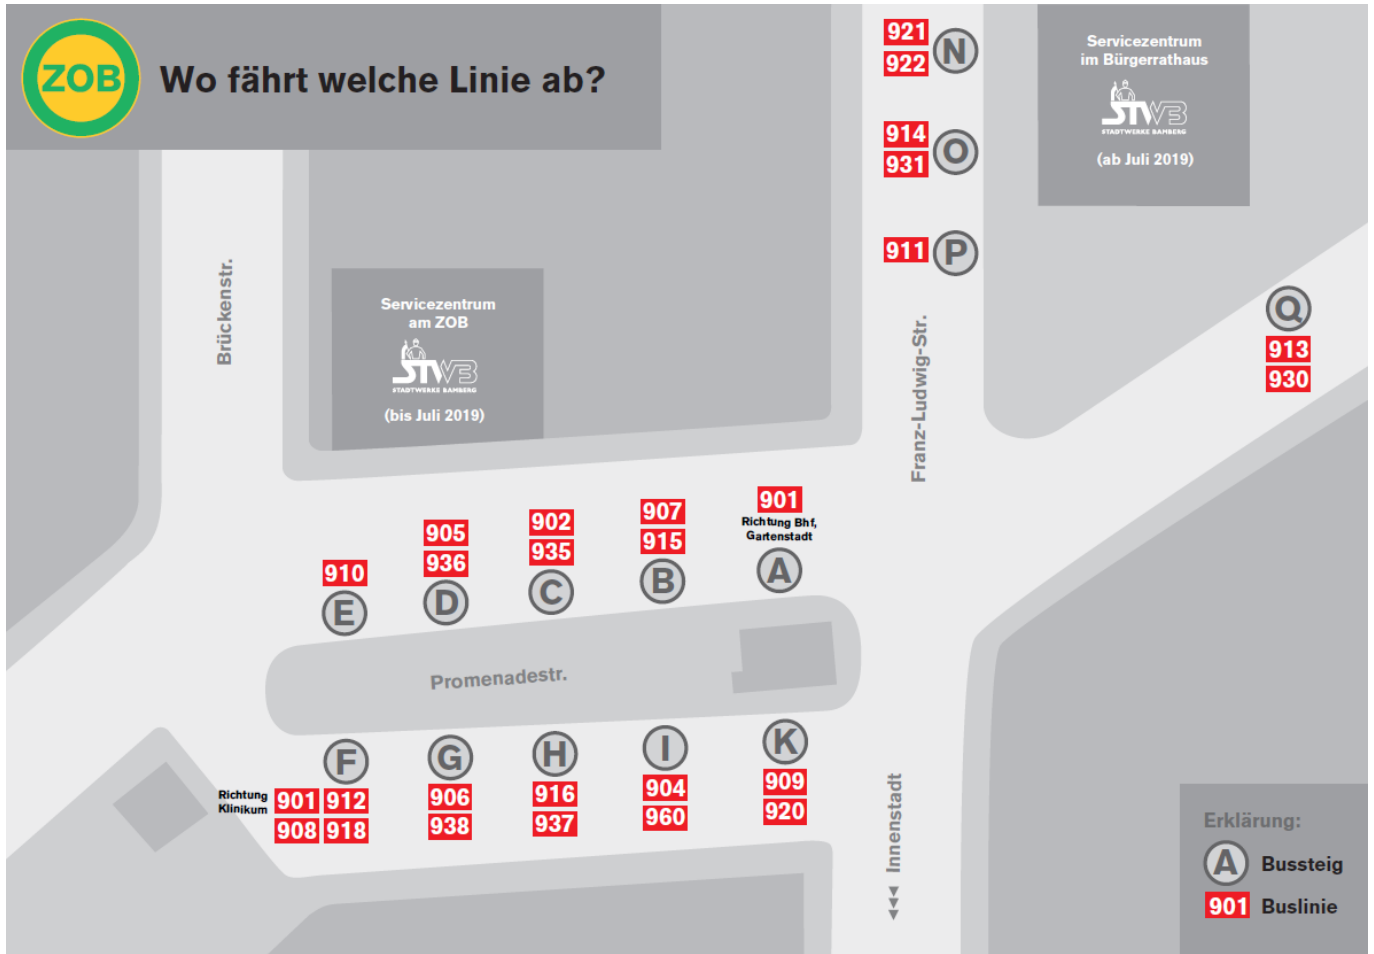 ZOB
Wo fährt welche Linie ab?
921
922
N
914
931
O
911
P
Servicezentrum
im Bürgerrathaus
STWB
STADTWERKE BAMBERG
(ab Juli 2019)
Brückenstr.
Servicezentrum
am ZOB
STWB
STADTWERKE BAMBERG
(bis Juli 2019)
Franz-Ludwig-Str.
Q
913
930
910
E
905
936
D
902
935
C
907
915
B
901
Richtung Bhf,
Gartenstadt
A
Promenadestr.
F
Richtung
Klinikum
901 912
908 918
G
906
938
H
916
937
I
904
960
K
909
920
Innenstadt
Erklärung:
A Bussteig
901 Buslinie